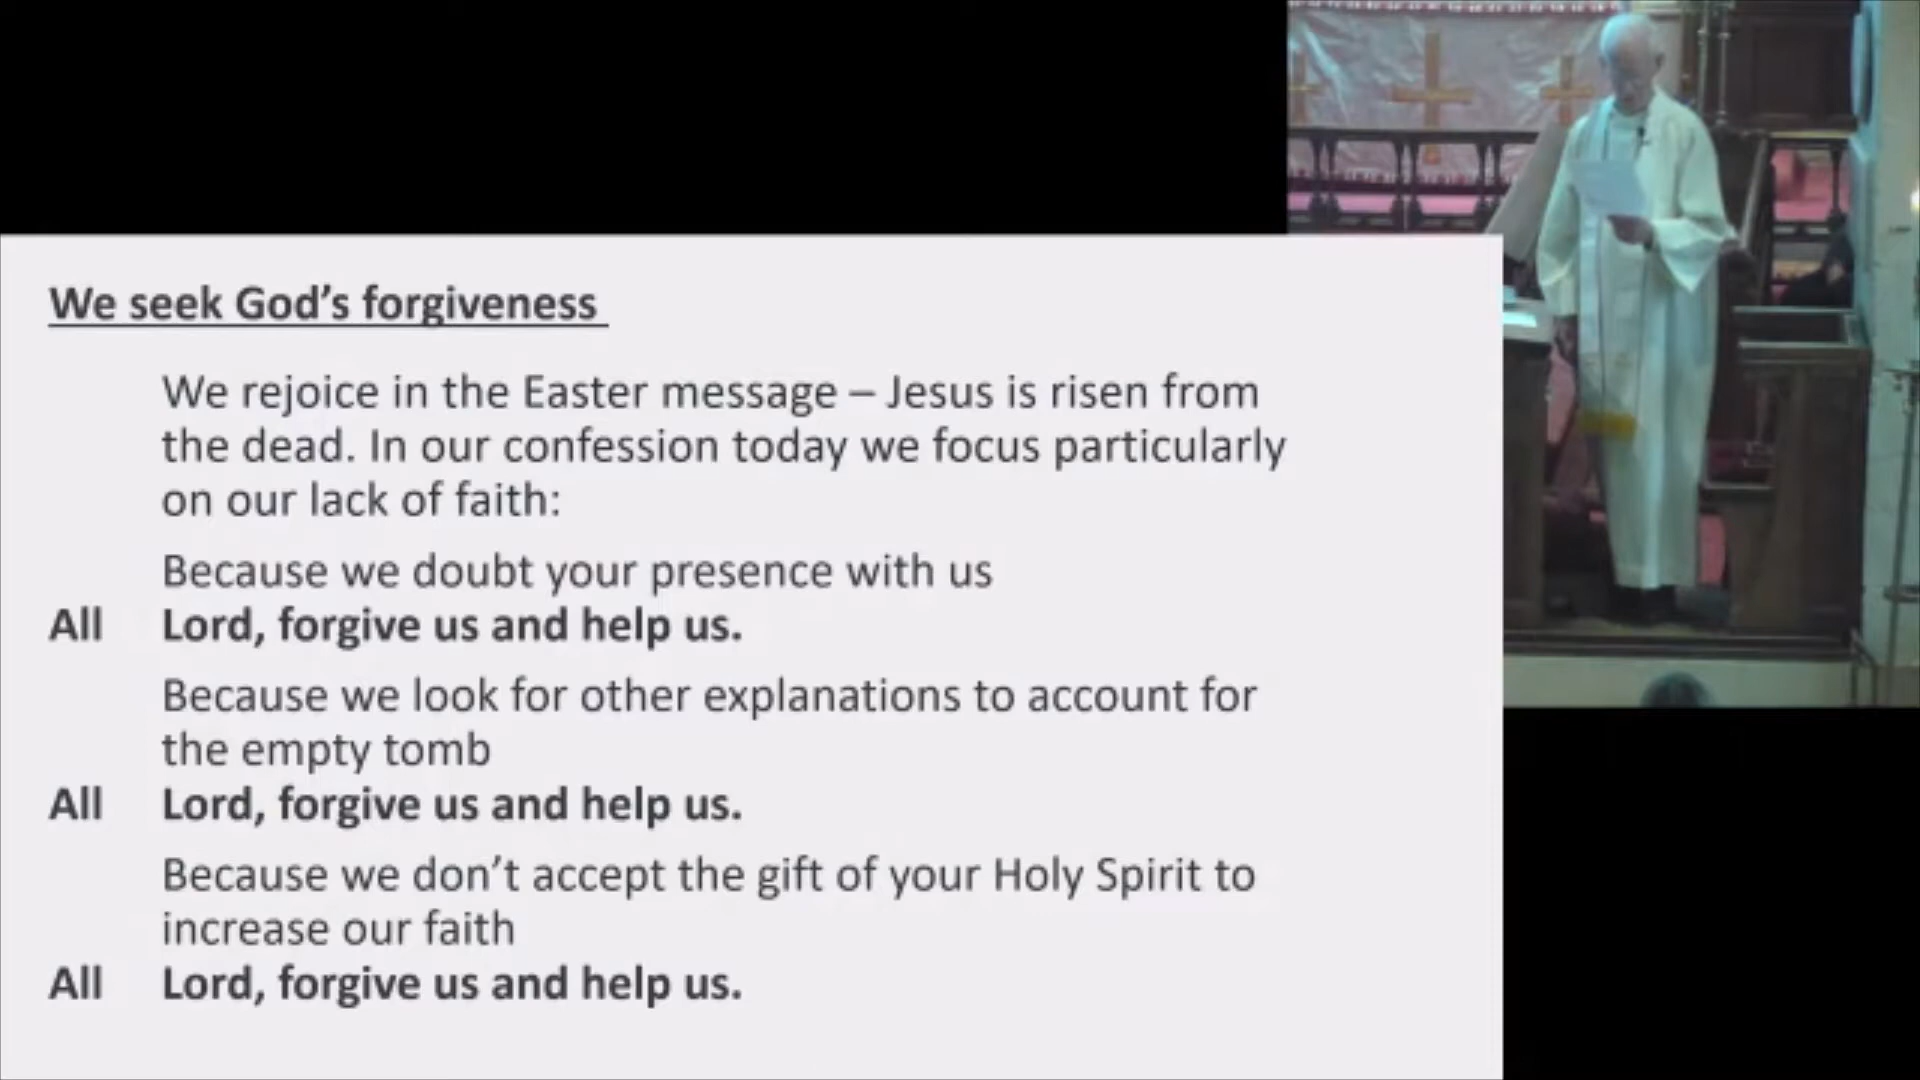 We seek God’s forgiveness
We rejoice in the Easter message – Jesus is risen from
the dead. In our confession today we focus particularly
on our lack of faith:
Because we doubt your presence with us
All Lord, forgive us and help us.
Because we look for other explanations to account for
the empty tomb
All Lord, forgive us and help us.
Because we don’t accept the gift of your Holy Spirit to
increase our faith
All Lord, forgive us and help us.